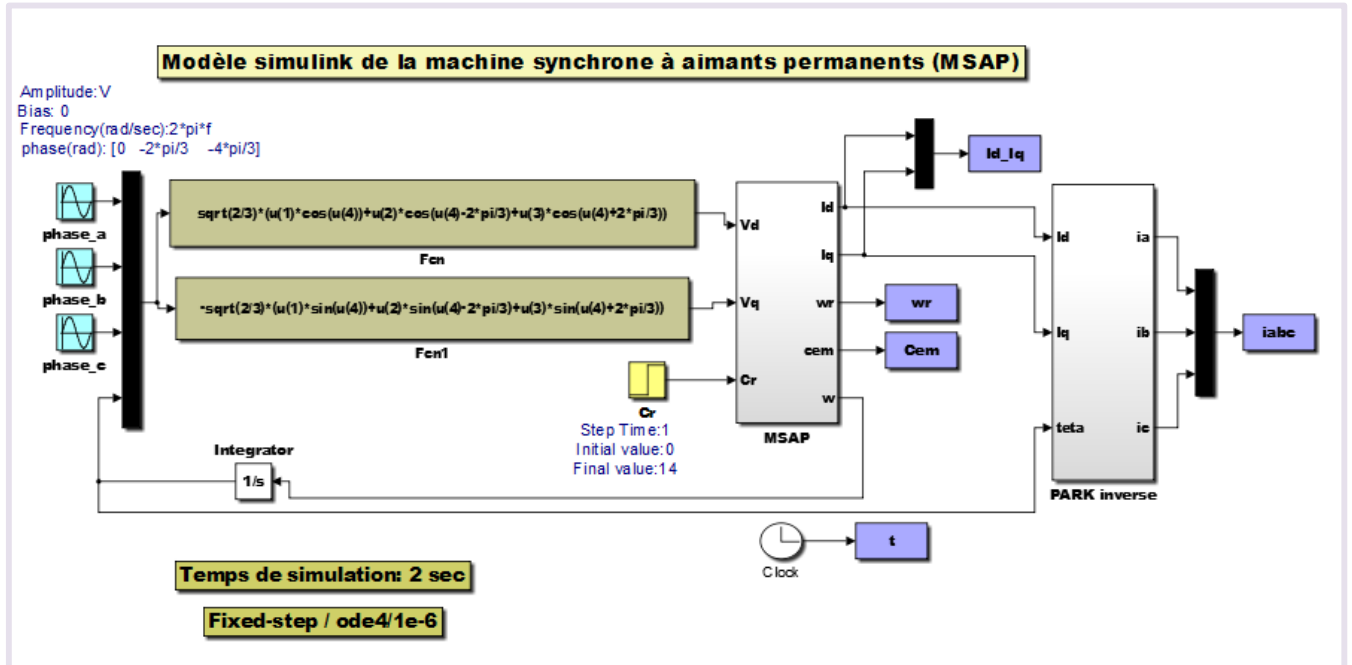 Modèle simulink de la machine synchrone à aimants permanents (MSAP)
Amplitude:V
Bias: 0
Frequency(rad/sec):2*pi*f
phase(rad): [0 -2*pi/3 -4*pi/3]
phase_a
phase_b
phase_c
sqrt(2/3)*(u(1)*cos(u(4))+u(2)*cos(u(4)-2*pi/3)+u(3)*cos(u(4)+2*pi/3))
Fcn
-sqrt(2/3)*(u(1)*sin(u(4))+u(2)*sin(u(4)-2*pi/3)+u(3)*sin(u(4)+2*pi/3))
Fcn1
Cr
Step Time:1
Initial value:0
Final value:14
Vd
Vq
Cr
Id
Iq
wr
cem
w
MSAP
Id_Iq
wr
Cem
Id
Iq
teta
ia
ib
ic
PARK inverse
iabc
Integrator
1/s
Clock
t
Temps de simulation: 2 sec
Fixed-step / ode4/1e-6